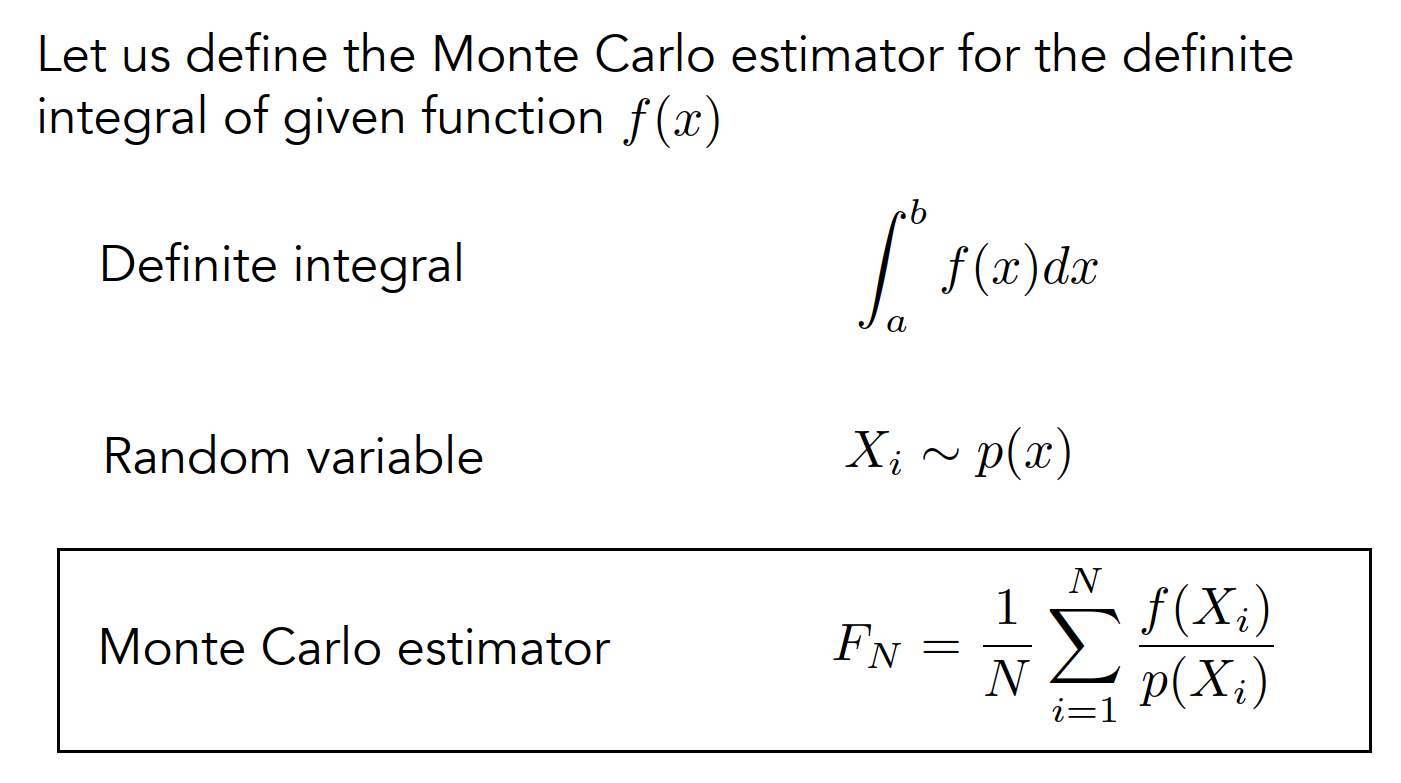 Let us define the Monte Carlo estimator for the definite
integral of given function $f(x)$
Definite integral $\int_a^b f(x)dx$
Random variable $X_i \sim p(x)$
Monte Carlo estimator $F_N = \frac{1}{N} \sum_{i=1}^{N} \frac{f(X_i)}{p(X_i)}$